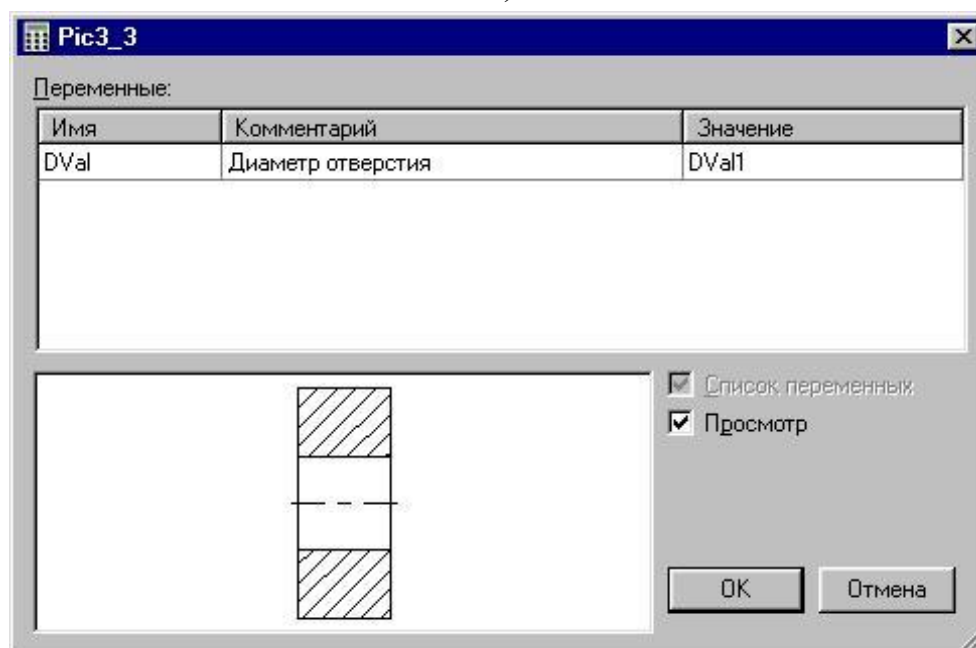 Pic3_3
Переменные:
Имя Комментарий Значение
DVal Диаметр отверстия DVal1
Список переменных
Просмотр
OK Отмена